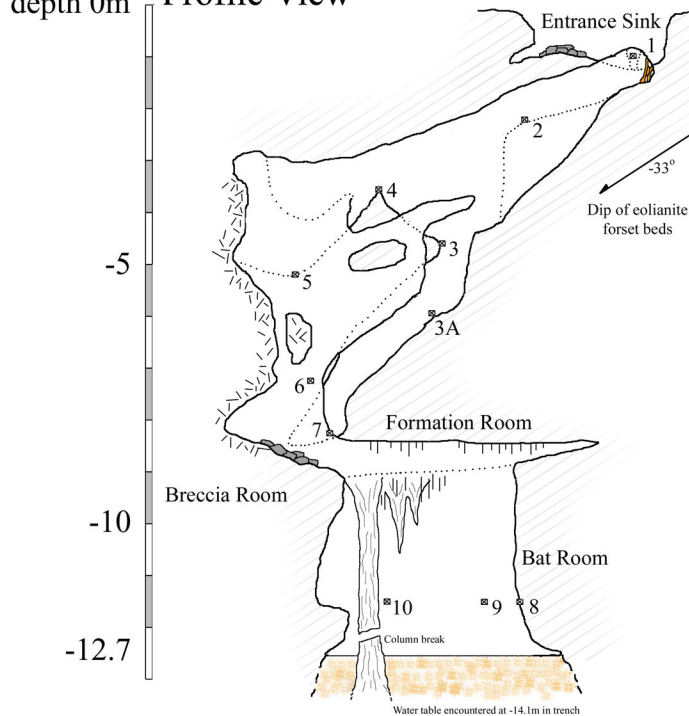 depth 0m Profile View
Entrance Sink
1
2
-33°
Dip of eolianite
forset beds
4
3
-5
5
3A
6
7
Formation Room
Breccia Room
-10
Bat Room
10
9
8
Column break
-12.7
Water table encountered at -14.1m in trench